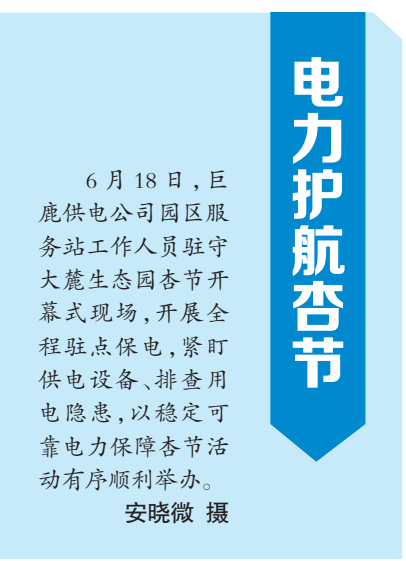 电力护航杏节
6月18日，巨
鹿供电公司园区服
务站工作人员驻守
大麓生态园杏节开
幕式现场，开展全
程驻点保电，紧盯
供电设备、排查用
电隐患，以稳定可
靠电力保障杏节活
动有序顺利举办。
安晓微 摄